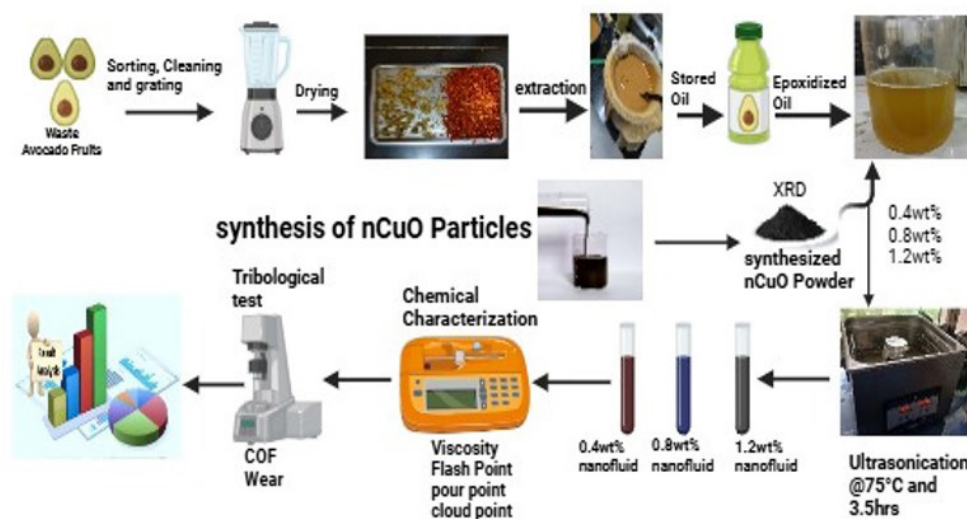 Sorting, Cleaning
and grating
Waste
Avocado Fruits
Drying
extraction
Stored
Oil
Epoxidized
Oil
XRD
synthesized
nCuO Powder
0.4wt%
0.8wt%
1.2wt%
synthesis of nCuO Particles
Ultrasonication
@75°C and
3.5hrs
0.4wt%
nanofluid
0.8wt%
nanofluid
1.2wt%
nanofluid
Chemical
Characterization
Viscosity
Flash Point
pour point
cloud point
Tribological
test
COF
Wear
Analysis